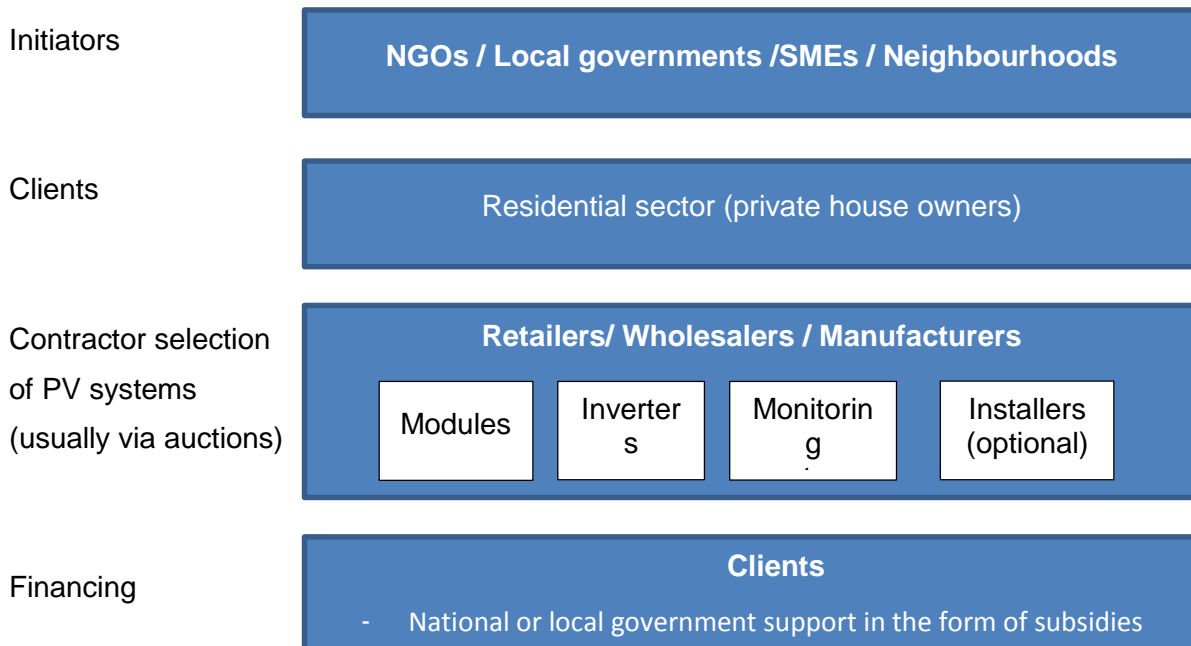 Initiators
NGOs / Local governments /SMEs / Neighbourhoods
Clients
Residential sector (private house owners)
Contractor selection
of PV systems
(usually via auctions)
Retailers/ Wholesalers / Manufacturers
Modules
Inverter
s
Monitorin
g
Installers
(optional)
Financing
Clients
- National or local government support in the form of subsidies